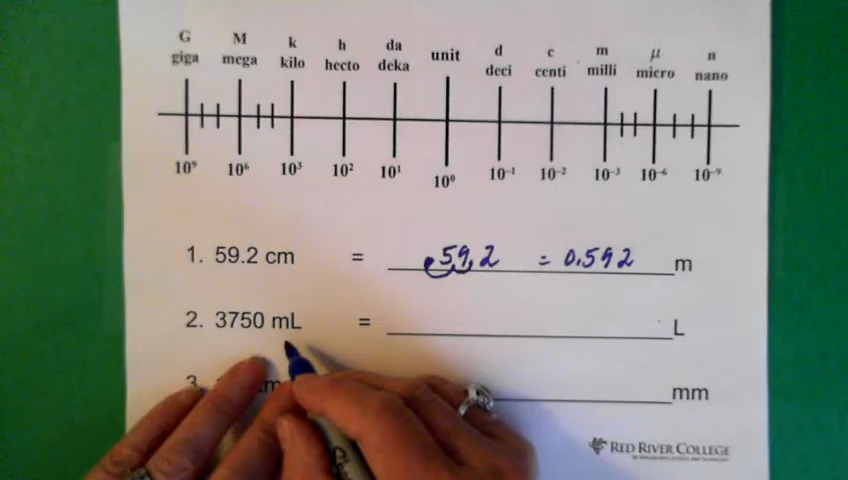 G M k h da unit d c m μ n
giga mega kilo hecto deka deci centi milli micro nano
10⁹ 10⁶ 10³ 10² 10¹ 10⁰ 10⁻¹ 10⁻² 10⁻³ 10⁻⁶ 10⁻⁹
1. 59.2 cm = 59.2 = 0.592 m
2. 3750 mL = L
3. mm
RED RIVER COLLEGE